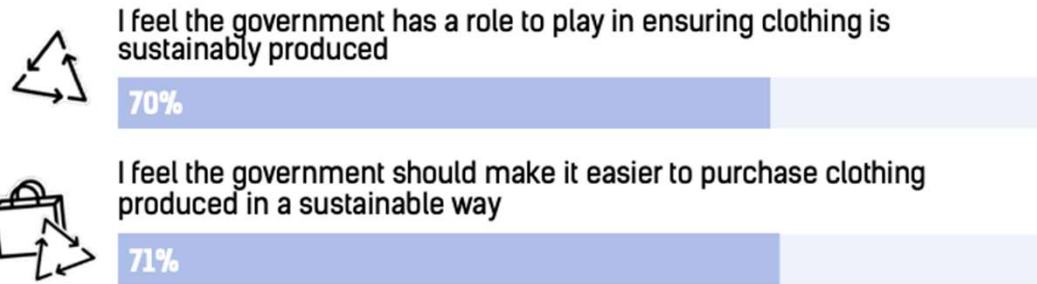 I feel the government has a role to play in ensuring clothing is
sustainably produced
70%
I feel the government should make it easier to purchase clothing
produced in a sustainable way
71%